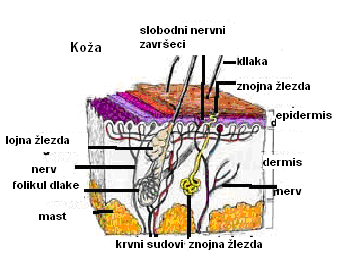 slobodni nervni
završeci
Koža
dlaka
znojna žlezda
epidermis
lojna žlezda
nerv
dermis
folikul dlake
nerv
mast
krvni sudovi znojna žlezda